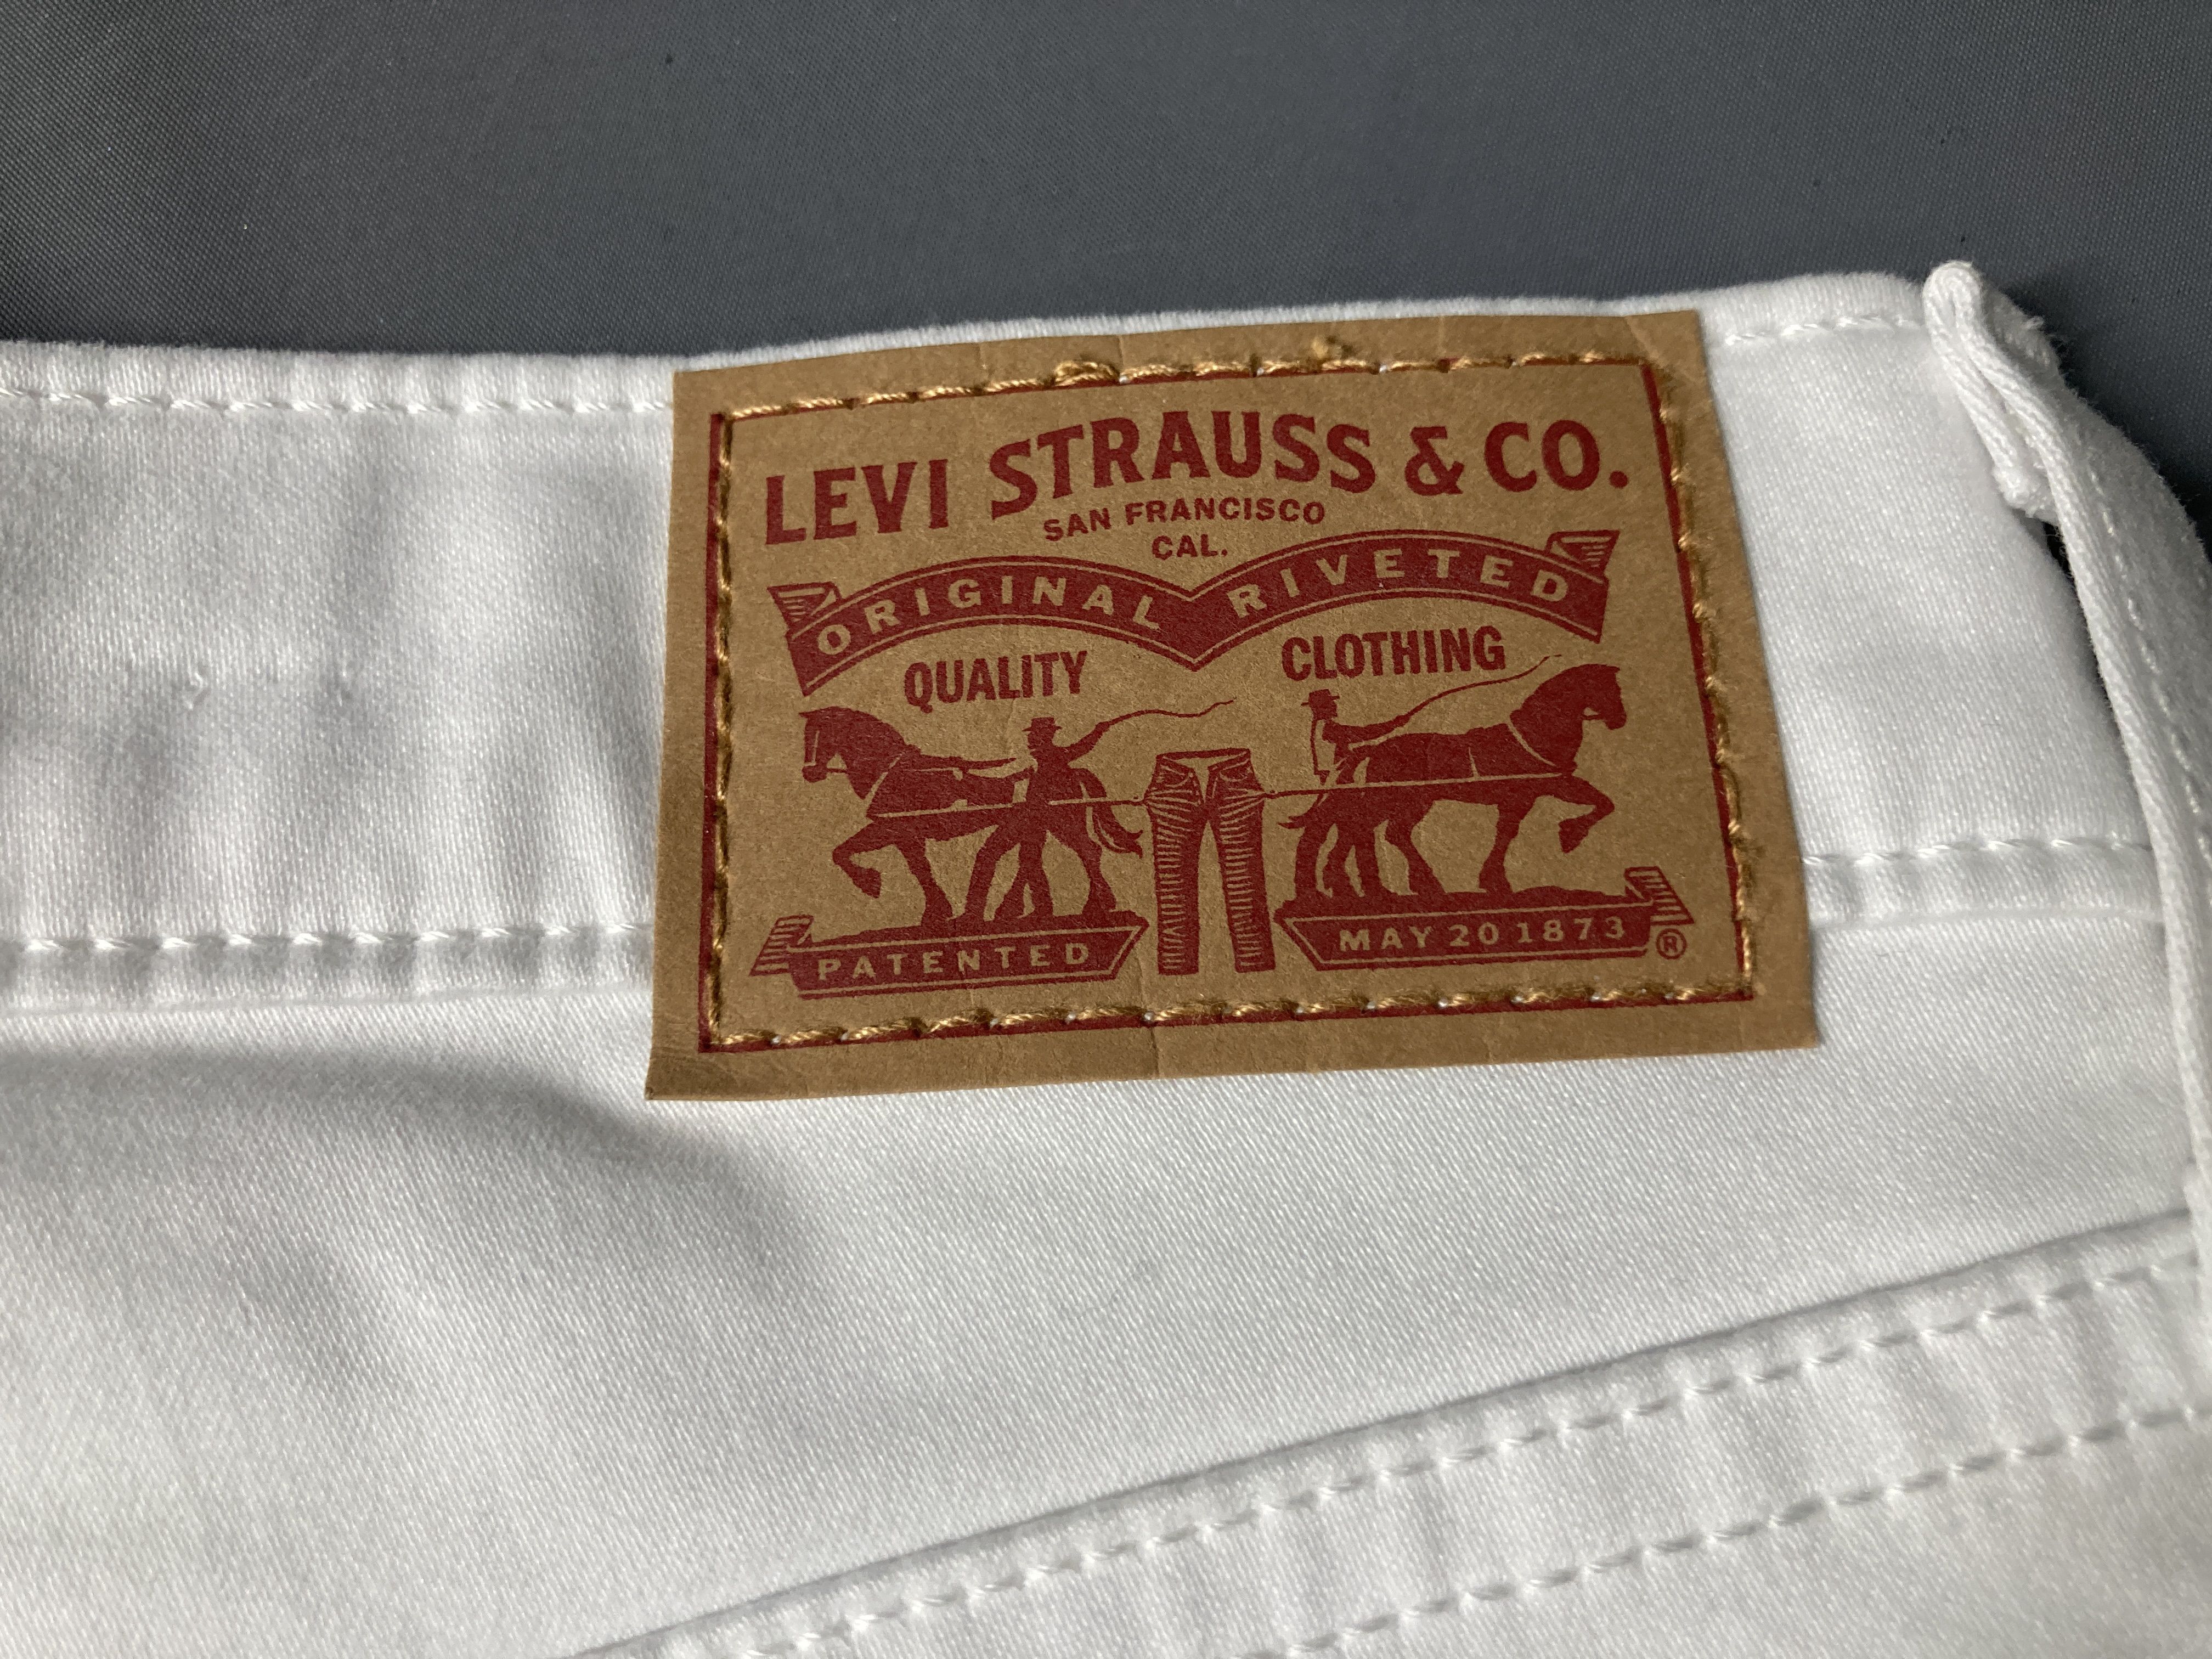 LEVI STRAUSS & CO.
SAN FRANCISCO
CAL.
ORIGINAL RIVETED
QUALITY CLOTHING
PATENTED MAY 20 1873 ®